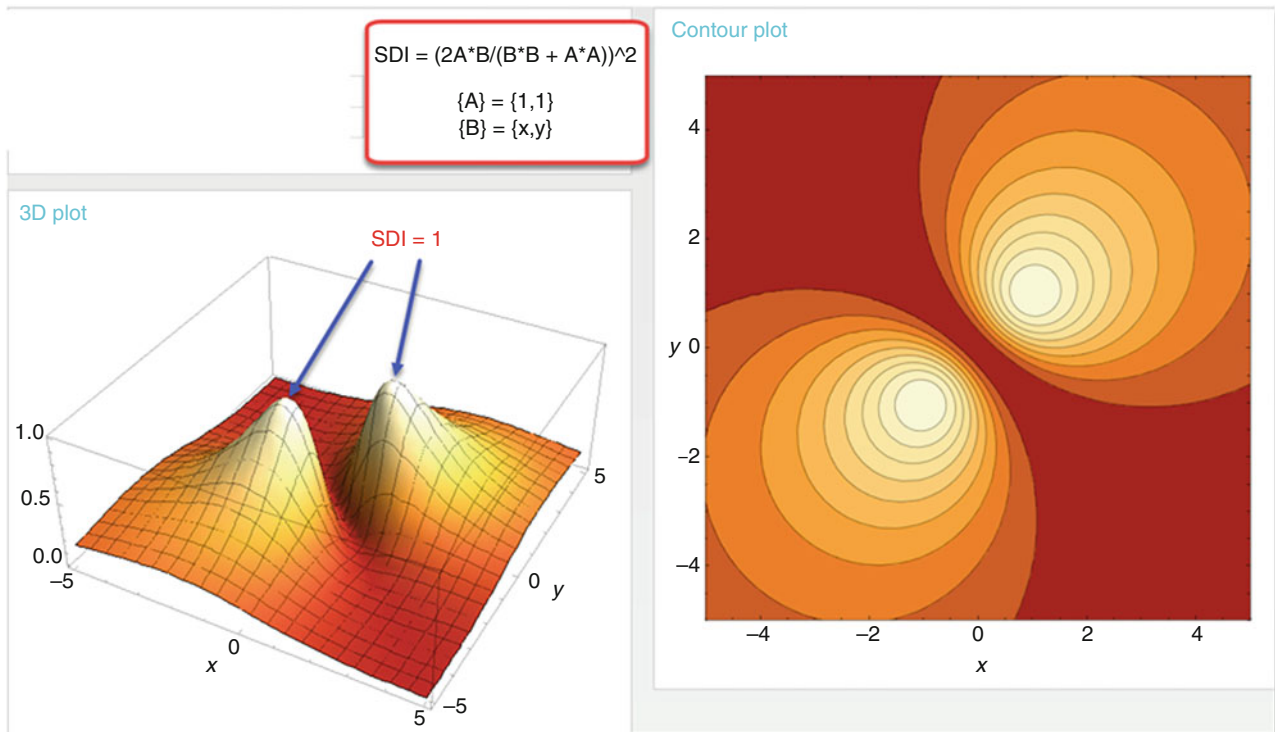 SDI = (2A*B/(B*B + A*A))^2
{A} = {1,1}
{B} = {x,y}
3D plot
SDI = 1
1.0
0.5
0.0
–5
0
x
5
–5
0
y
5
Contour plot
4
2
y 0
–2
–4
–4
–2
0
2
4
x